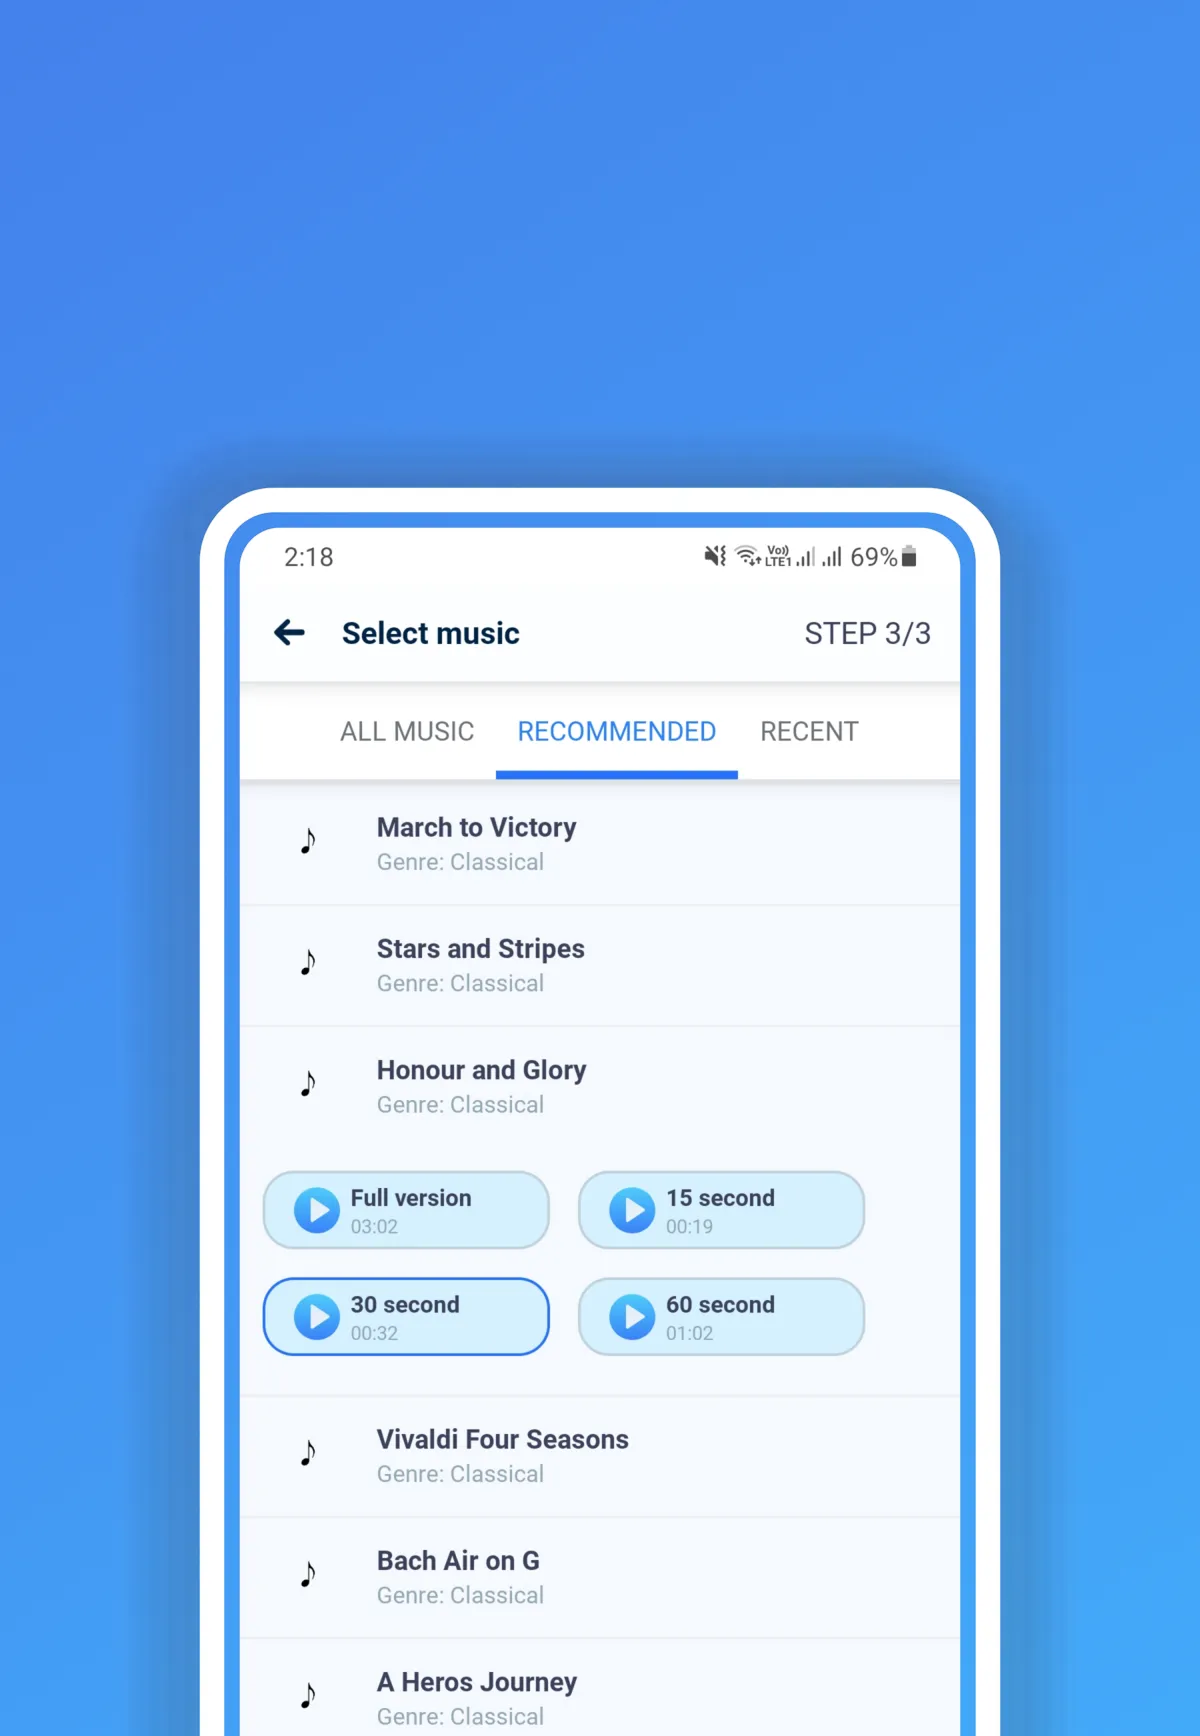 2:18
Vo)) LTE1 69%
Select music
STEP 3/3
ALL MUSIC
RECOMMENDED
RECENT
March to Victory
Genre: Classical
Stars and Stripes
Genre: Classical
Honour and Glory
Genre: Classical
Full version
03:02
15 second
00:19
30 second
00:32
60 second
01:02
Vivaldi Four Seasons
Genre: Classical
Bach Air on G
Genre: Classical
A Heros Journey
Genre: Classical